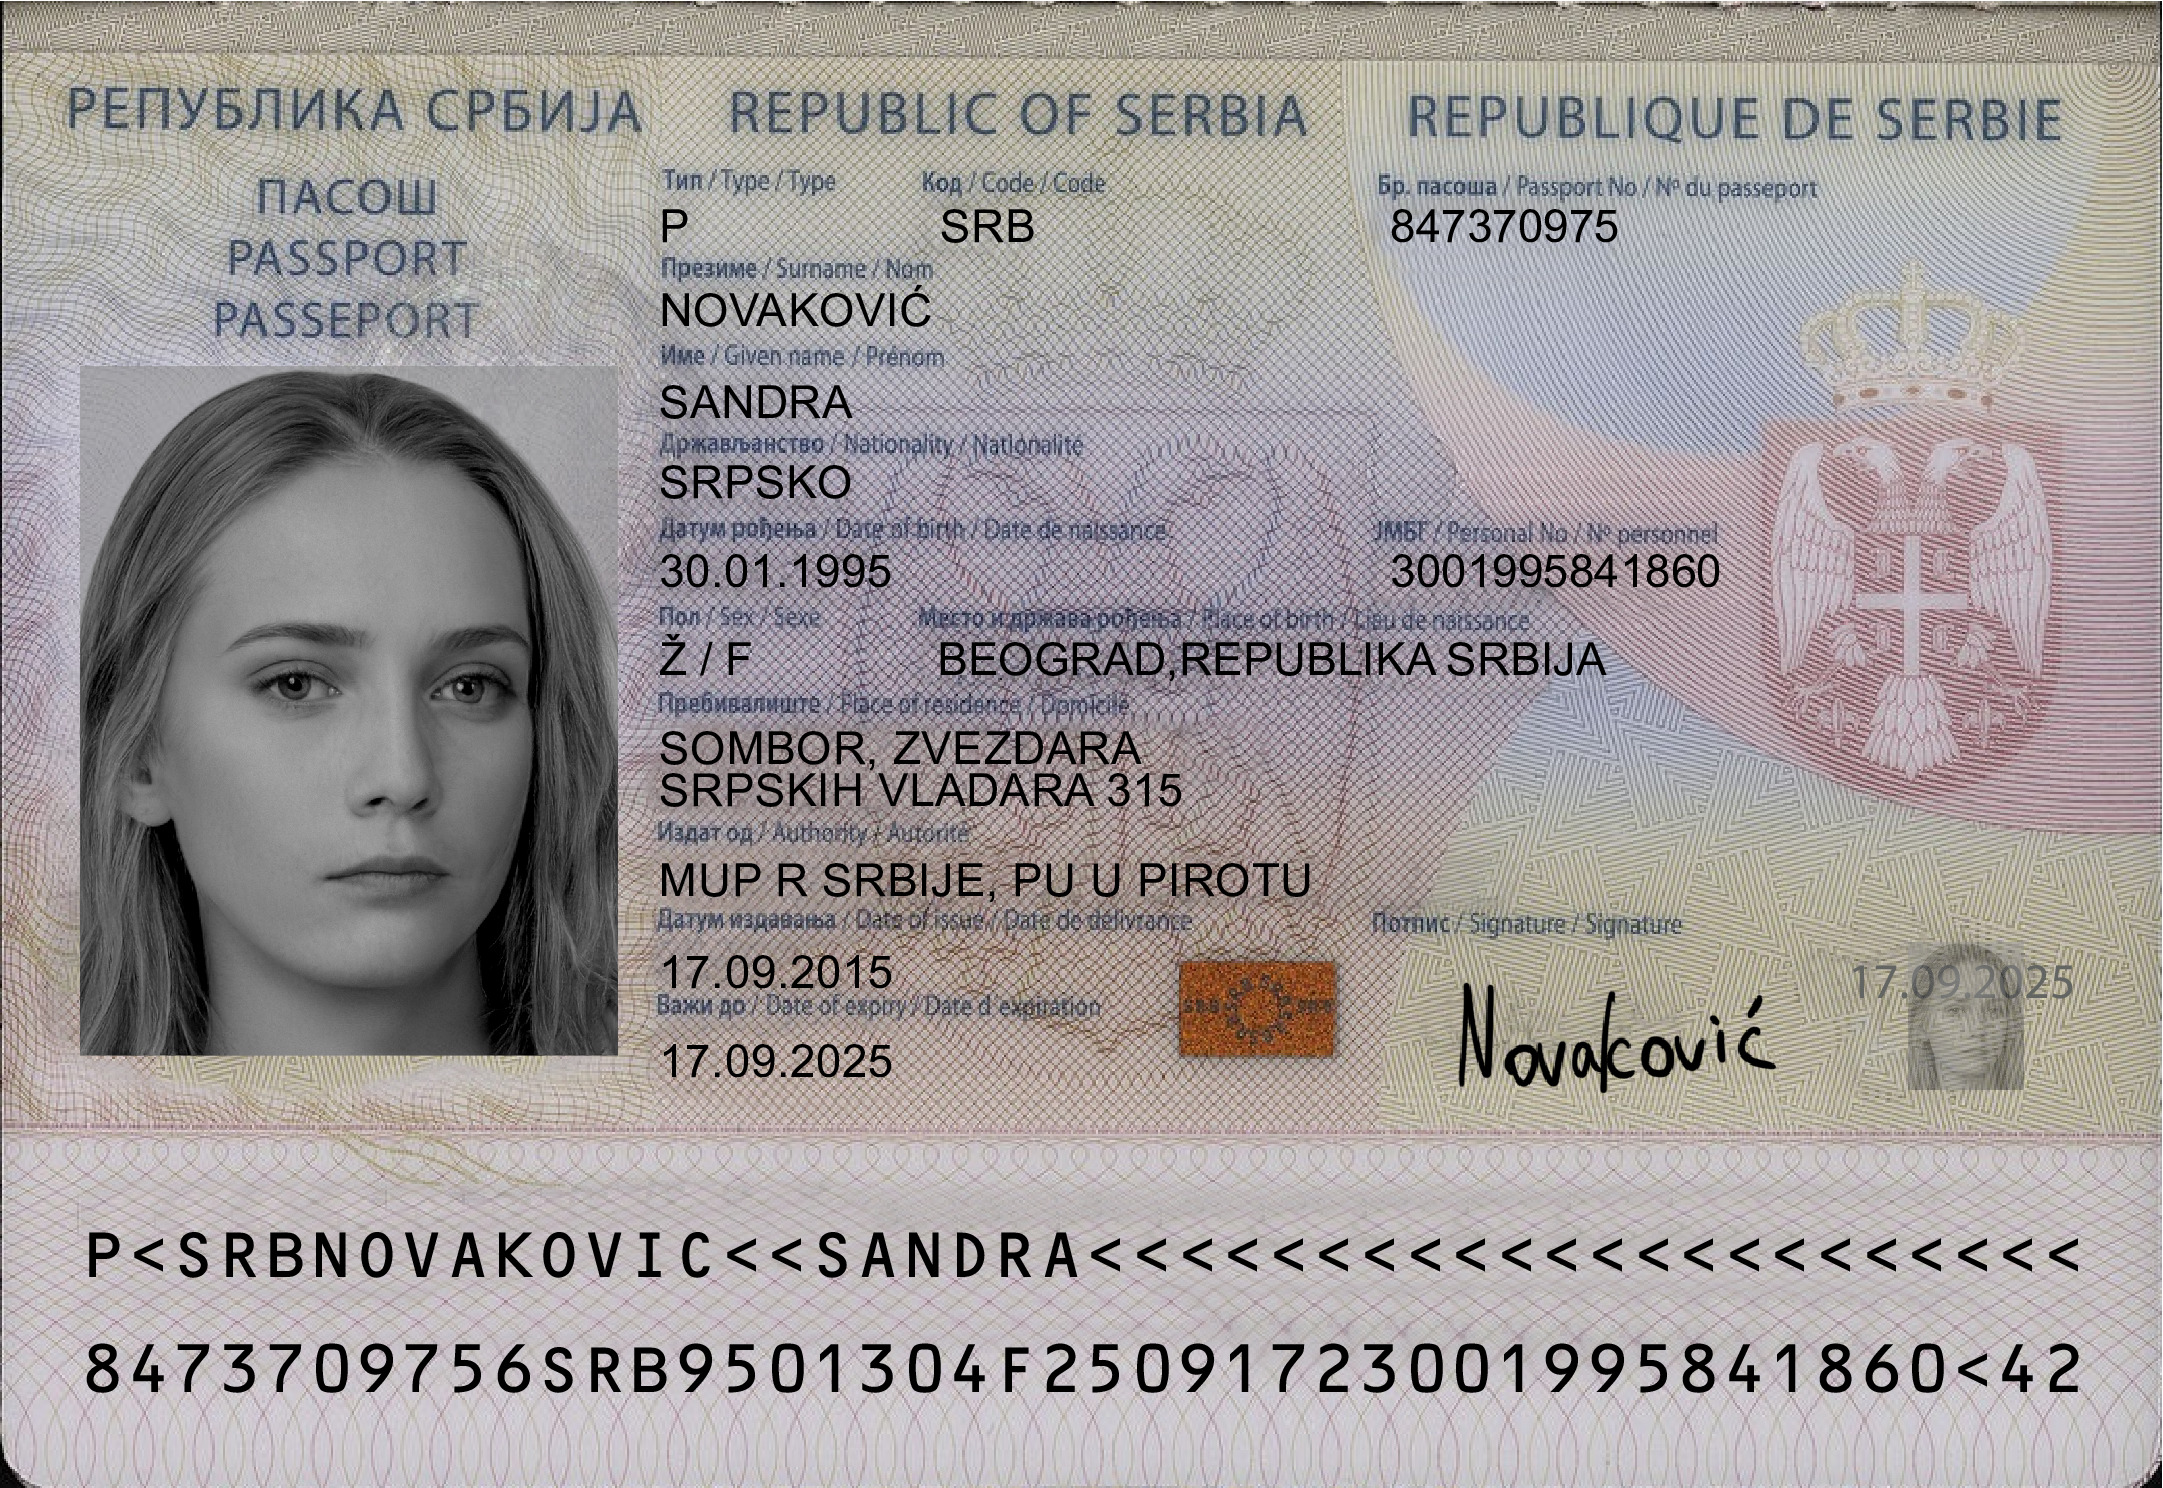 РЕПУБЛИКА СРБИЈА REPUBLIC OF SERBIA REPUBLIQUE DE SERBIE
ПАСОШ
PASSPORT
PASSEPORT
Тип / Type / Type Код / Code / Code Бр. пасоша / Passport No / Nº du passeport
P SRB 847370975
Презиме / Surname / Nom
NOVAKOVIĆ
Име / Given name / Prénom
SANDRA
Држављанство / Nationality / Nationalité
SRPSKO
Датум рођења / Date of birth / Date de naissance ЈМБГ / Personal No / Nº personnel
30.01.1995 3001995841860
Пол / Sex / Sexe Место и држава рођења / Place of birth / Lieu de naissance
Ž / F BEOGRAD,REPUBLIKA SRBIJA
Пребивалиште / Place of residence / Domicile
SOMBOR, ZVEZDARA
SRPSKIH VLADARA 315
Издат од / Authority / Autorité
MUP R SRBIJE, PU U PIROTU
Датум издавања / Date of issue / Date de délivrance Потпис / Signature / Signature
17.09.2015 17.09.2025
Важи до / Date of expiry / Date d expiration
Novaković
17.09.2025
P<SRBNOVAKOVIC<<SANDRA<<<<<<<<<<<<<<<<<<<<<<
8473709756SRB9501304F25091723001995841860<42